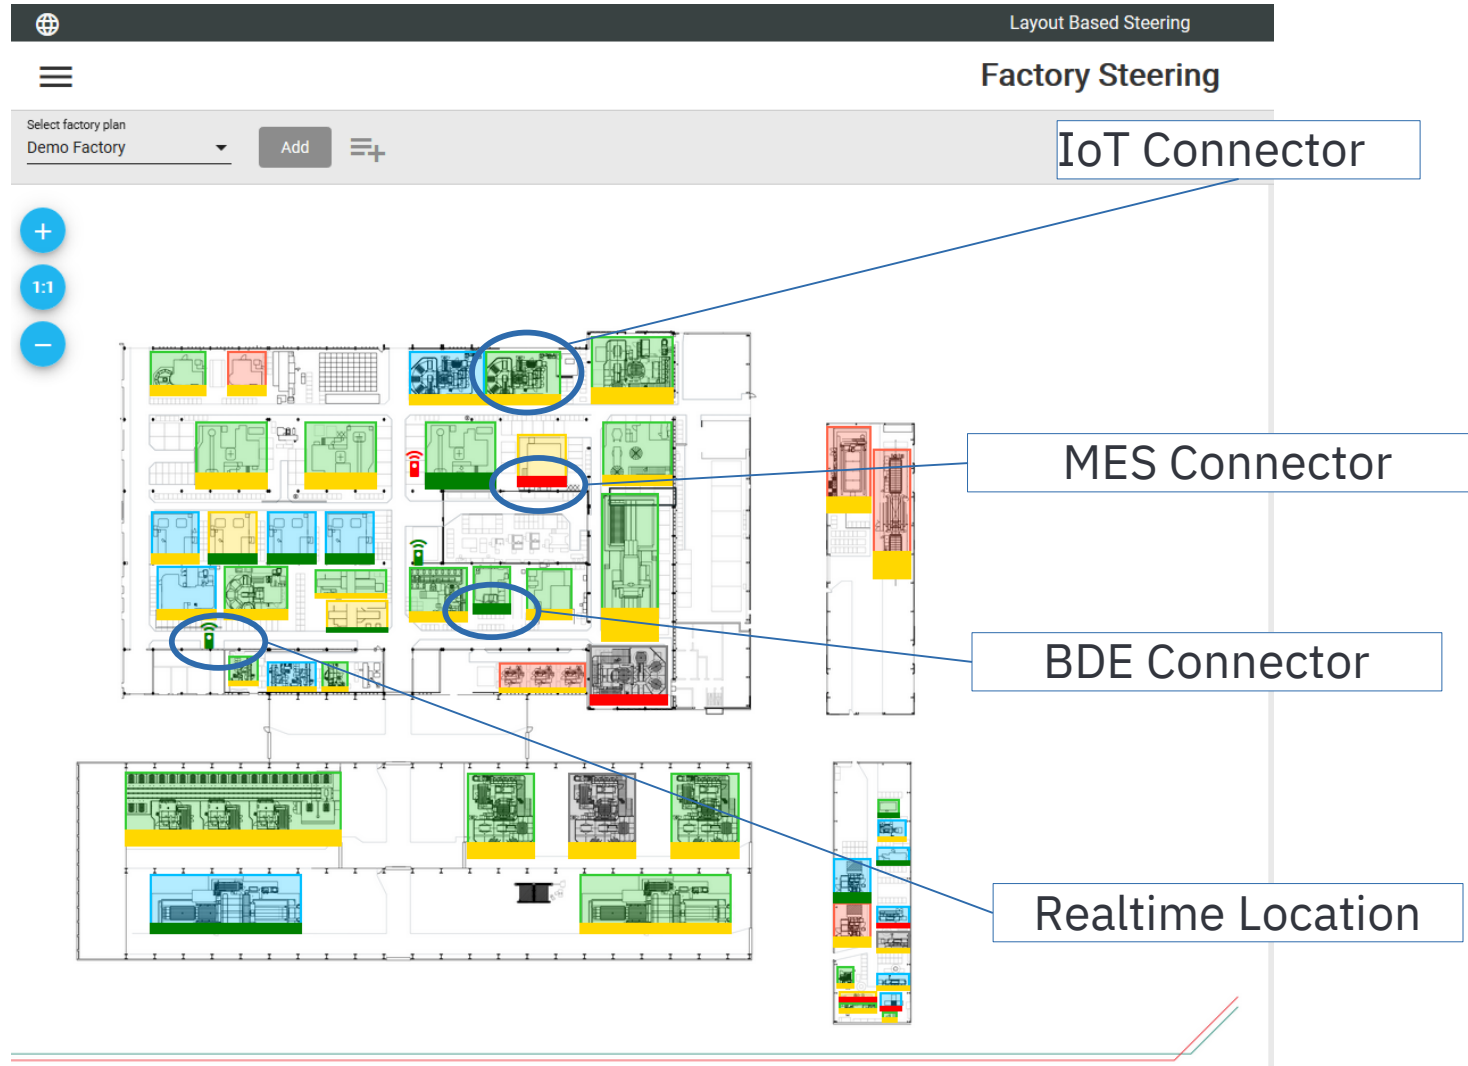 Layout Based Steering
Factory Steering
Select factory plan
Demo Factory
Add
IoT Connector
+
1:1
−
MES Connector
BDE Connector
Realtime Location